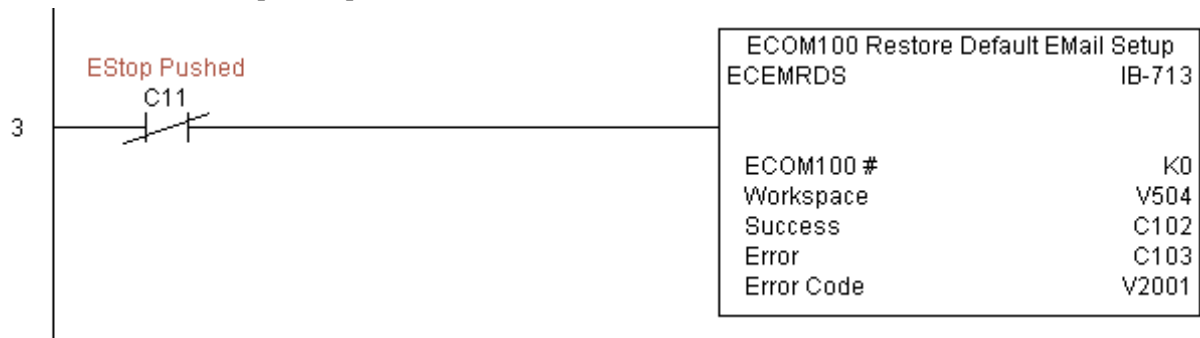 ECOM100 Restore Default EMail Setup
ECEMRDS IB-713
EStop Pushed
C11
3
ECOM100 # K0
Workspace V504
Success C102
Error C103
Error Code V2001